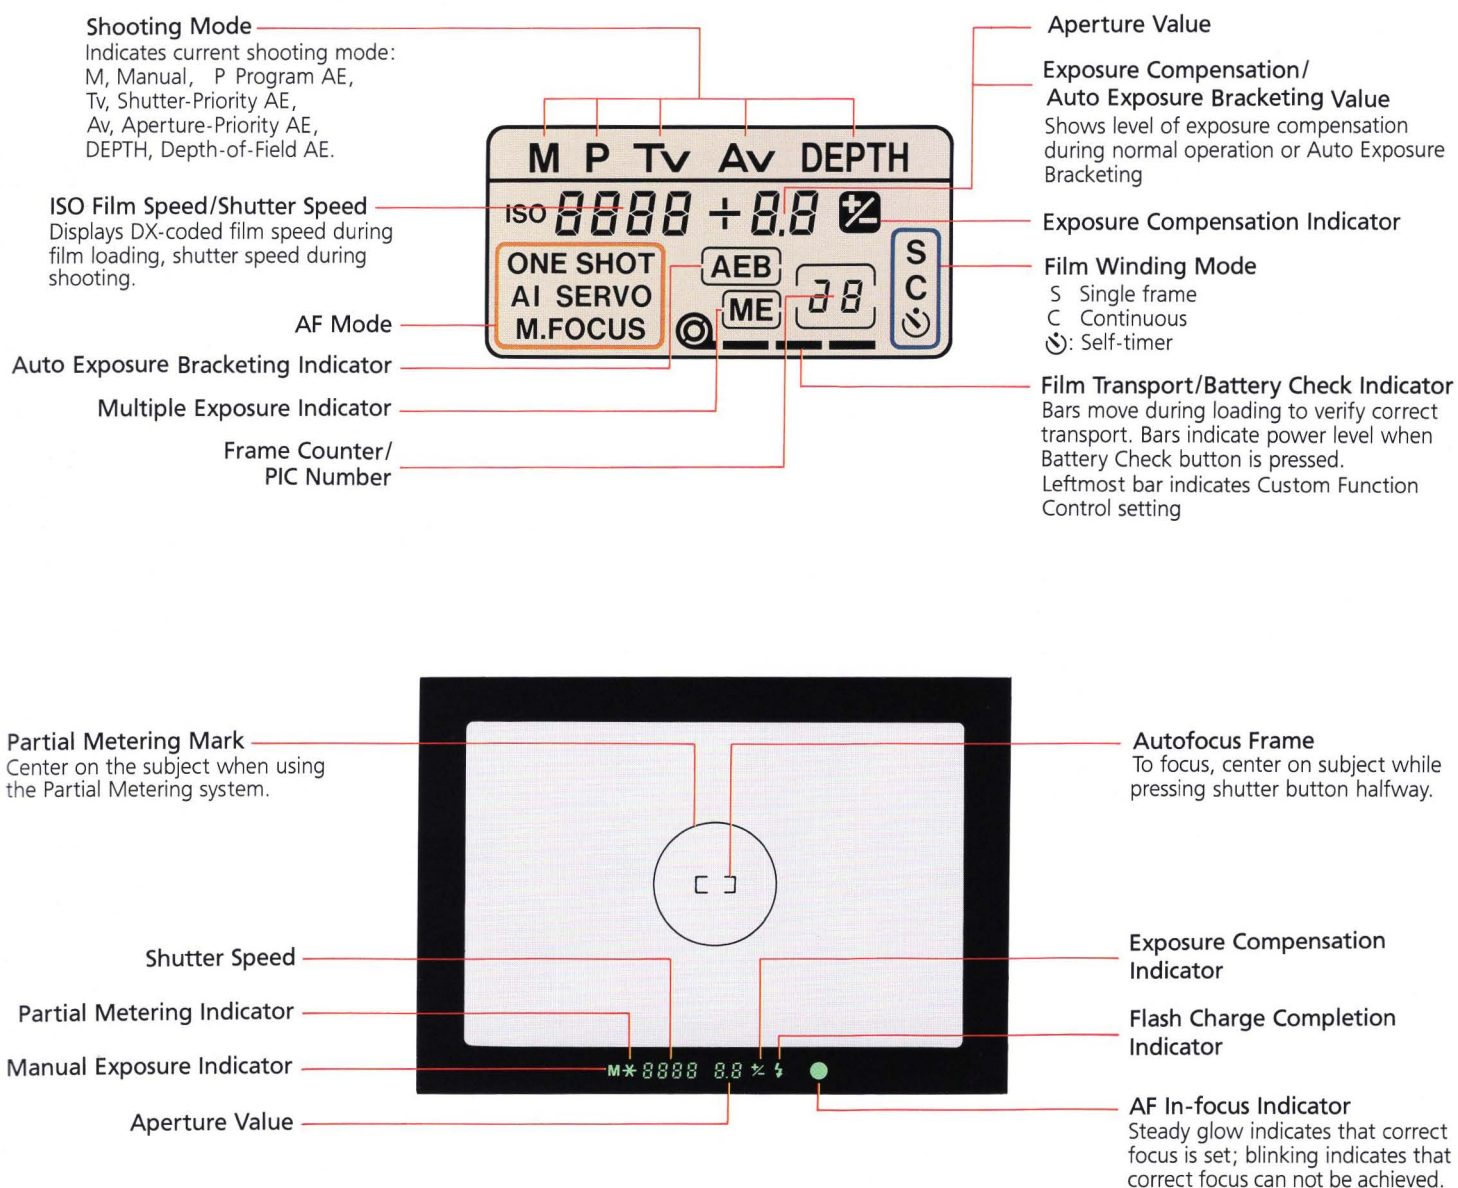 Shooting Mode
Indicates current shooting mode:
M, Manual, P Program AE,
Tv, Shutter-Priority AE,
Av, Aperture-Priority AE,
DEPTH, Depth-of-Field AE.
ISO Film Speed/Shutter Speed
Displays DX-coded film speed during
film loading, shutter speed during
shooting.
AF Mode
Auto Exposure Bracketing Indicator
Multiple Exposure Indicator
Frame Counter/
PIC Number
M P Tv Av DEPTH
ISO 8888 ÷8.8 +/-
ONE SHOT
AI SERVO
M.FOCUS
AEB
ME
38
S
C
Aperture Value
Exposure Compensation/
Auto Exposure Bracketing Value
Shows level of exposure compensation
during normal operation or Auto Exposure
Bracketing
Exposure Compensation Indicator
Film Winding Mode
S Single frame
C Continuous
: Self-timer
Film Transport/Battery Check Indicator
Bars move during loading to verify correct
transport. Bars indicate power level when
Battery Check button is pressed.
Leftmost bar indicates Custom Function
Control setting
Partial Metering Mark
Center on the subject when using
the Partial Metering system.
Shutter Speed
Partial Metering Indicator
Manual Exposure Indicator
Aperture Value
M* 8888 8.8 +/-
Autofocus Frame
To focus, center on subject while
pressing shutter button halfway.
Exposure Compensation
Indicator
Flash Charge Completion
Indicator
AF In-focus Indicator
Steady glow indicates that correct
focus is set; blinking indicates that
correct focus can not be achieved.